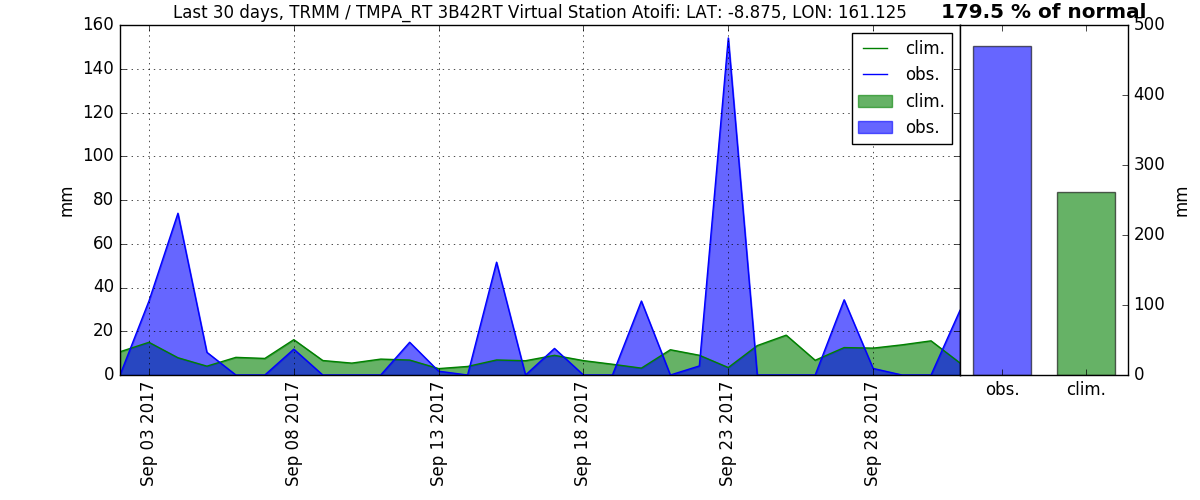 Last 30 days, TRMM / TMPA_RT 3B42RT Virtual Station Atoifi: LAT: -8.875, LON: 161.125
179.5 % of normal
160
140
120
100
80
60
40
20
0
mm
clim.
obs.
clim.
obs.
Sep 03 2017
Sep 08 2017
Sep 13 2017
Sep 18 2017
Sep 23 2017
Sep 28 2017
500
400
300
200
100
0
mm
obs.
clim.